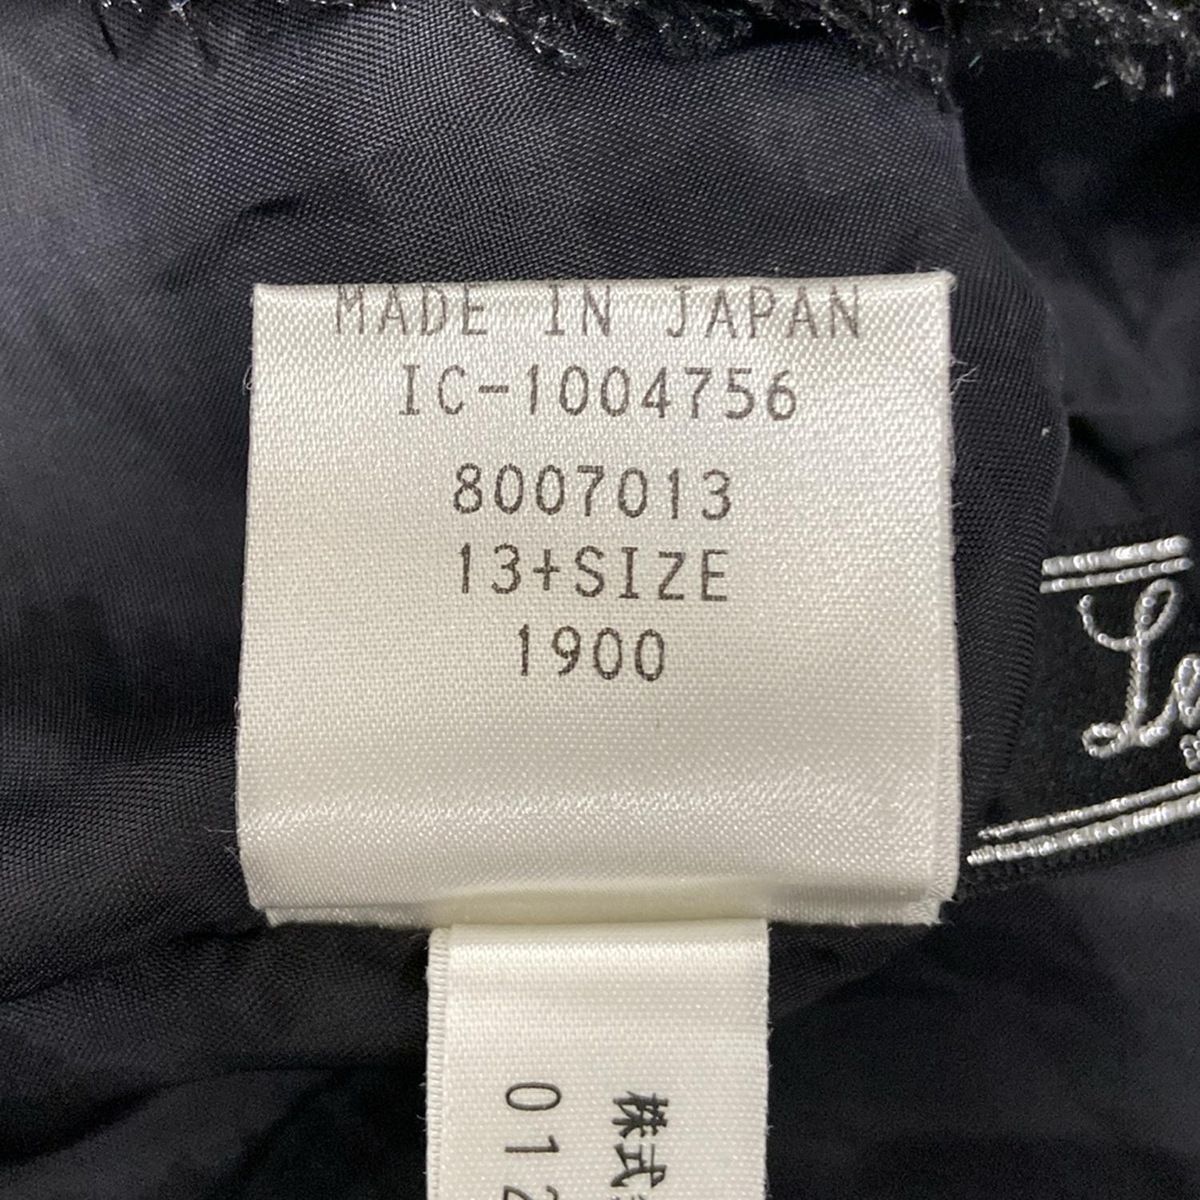 MADE IN JAPAN
IC-1004756
8007013
13+SIZE
1900
株式
012